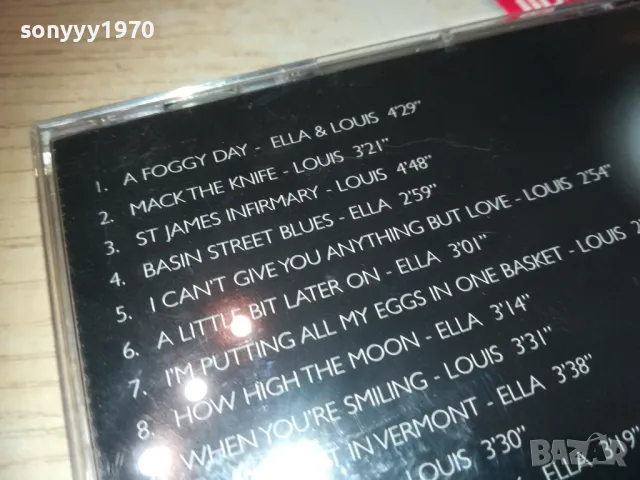 sonyyy1970
1. A FOGGY DAY - ELLA & LOUIS 4'29"
2. MACK THE KNIFE - LOUIS 3'21"
3. ST JAMES INFIRMARY - LOUIS 4'48"
4. BASIN STREET BLUES - ELLA 2'59"
5. I CAN'T GIVE YOU ANYTHING BUT LOVE - LOUIS 2'54"
6. A LITTLE BIT LATER ON - ELLA 3'01"
7. I'M PUTTING ALL MY EGGS IN ONE BASKET - LOUIS
8. HOW HIGH THE MOON - ELLA 3'14"
WHEN YOU'RE SMILING - LOUIS 3'31"
IN VERMONT - ELLA 3'38"
LOUIS 3'30"
ELLA 3'19"
BAZAR